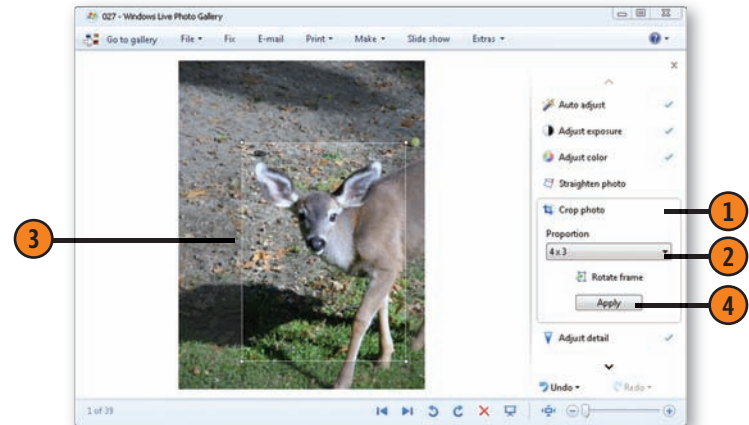 027 - Windows Live Photo Gallery
Go to gallery File Fix E-mail Print Make Slide show Extras
Auto adjust
Adjust exposure
Adjust color
Straighten photo
Crop photo
1
Proportion
3
4 x 3
2
Rotate frame
Apply
4
Adjust detail
Undo Redo
1 of 39